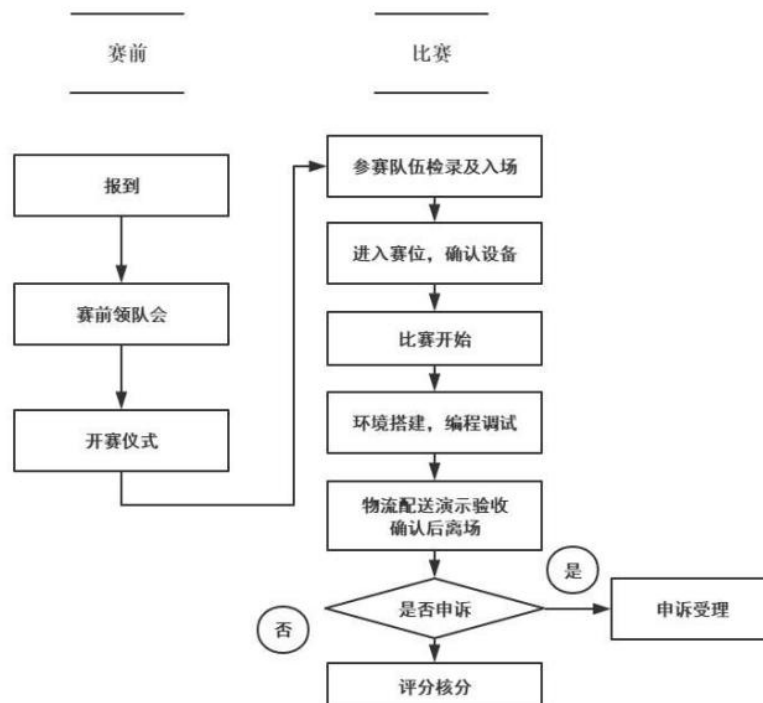 赛前
比赛
报到
赛前领队会
开赛仪式
参赛队伍检录及入场
进入赛位，确认设备
比赛开始
环境搭建，编程调试
物流配送演示验收
确认后离场
是否申诉
是
否
申诉受理
评分核分